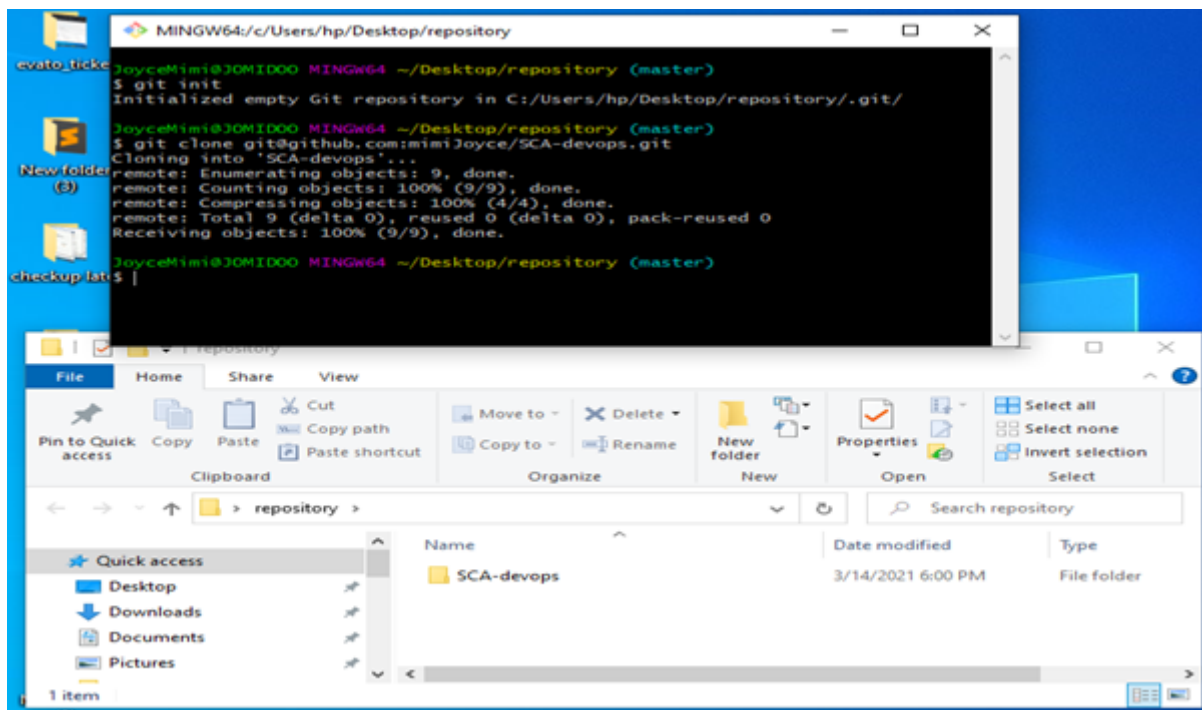 MINGW64:/c/Users/hp/Desktop/repository
JoyceMimi@JOMIDOO MINGW64 ~/Desktop/repository (master)
$ git init
Initialized empty Git repository in C:/Users/hp/Desktop/repository/.git/
JoyceMimi@JOMIDOO MINGW64 ~/Desktop/repository (master)
$ git clone git@github.com:mimiJoyce/SCA-devops.git
Cloning into 'SCA-devops'...
remote: Enumerating objects: 9, done.
remote: Counting objects: 100% (9/9), done.
remote: Compressing objects: 100% (4/4), done.
remote: Total 9 (delta 0), reused 0 (delta 0), pack-reused 0
Receiving objects: 100% (9/9), done.
JoyceMimi@JOMIDOO MINGW64 ~/Desktop/repository (master)
$
evato_ticke
New folder
(3)
checkup lat
repository
File Home Share View
Pin to Quick access
Copy
Paste
Cut
Copy path
Paste shortcut
Clipboard
Move to
Copy to
Delete
Rename
Organize
New folder
New
Properties
Open
Select all
Select none
Invert selection
Select
repository
Search repository
Quick access
Desktop
Downloads
Documents
Pictures
Name Date modified Type
SCA-devops 3/14/2021 6:00 PM File folder
1 item